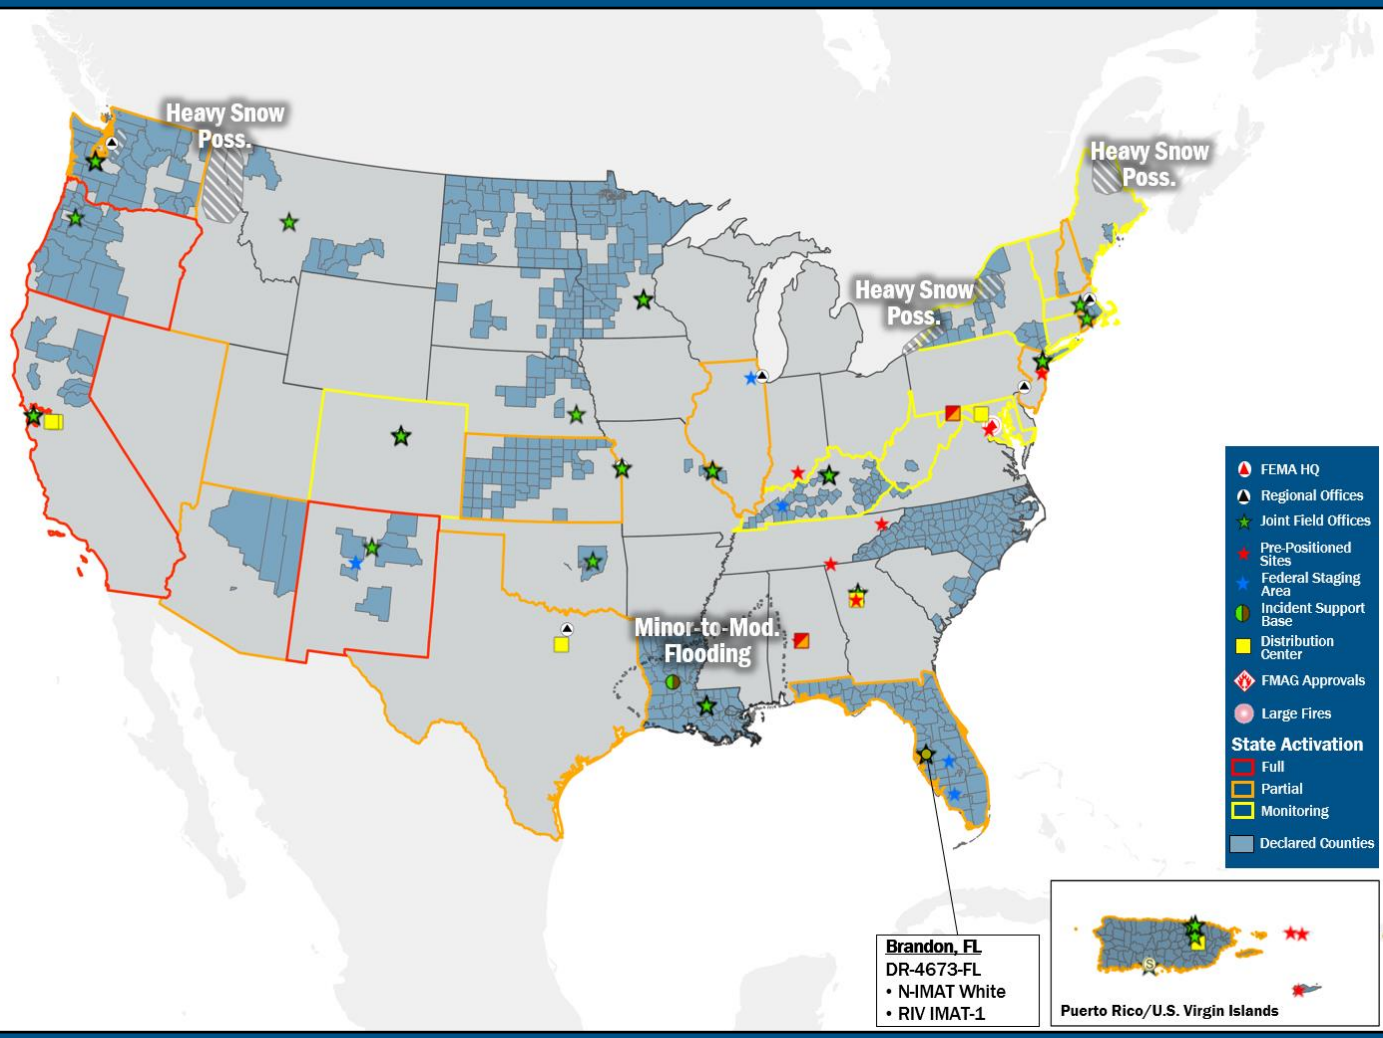 Heavy Snow
Poss.
Heavy Snow
Poss.
Heavy Snow
Poss.
Minor-to-Mod.
Flooding
FEMA HQ
Regional Offices
Joint Field Offices
Pre-Positioned
Sites
Federal Staging
Area
Incident Support
Base
Distribution
Center
FMAG Approvals
Large Fires
State Activation
Full
Partial
Monitoring
Declared Counties
Brandon, FL
DR-4673-FL
• N-IMAT White
• RIV IMAT-1
S
Puerto Rico/U.S. Virgin Islands